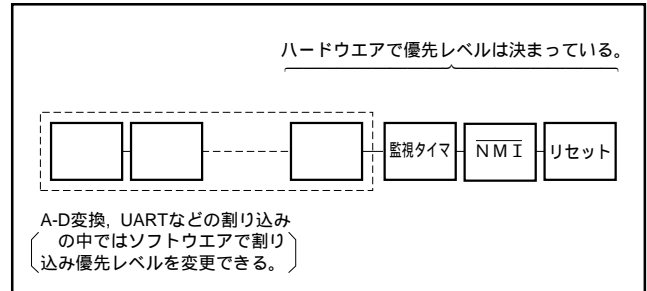 ハードウエアで優先レベルは決まっている。
監視タイマ
NMI
リセット
A-D変換, UARTなどの割り込み
の中ではソフトウエアで割り
込み優先レベルを変更できる。